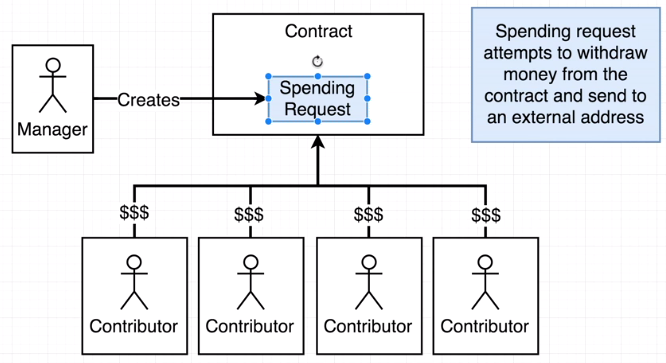 Contract
Spending request
attempts to withdraw
money from the
contract and send to
an external address
Manager
Creates
Spending
Request
$$$
$$$
$$$
$$$
Contributor
Contributor
Contributor
Contributor